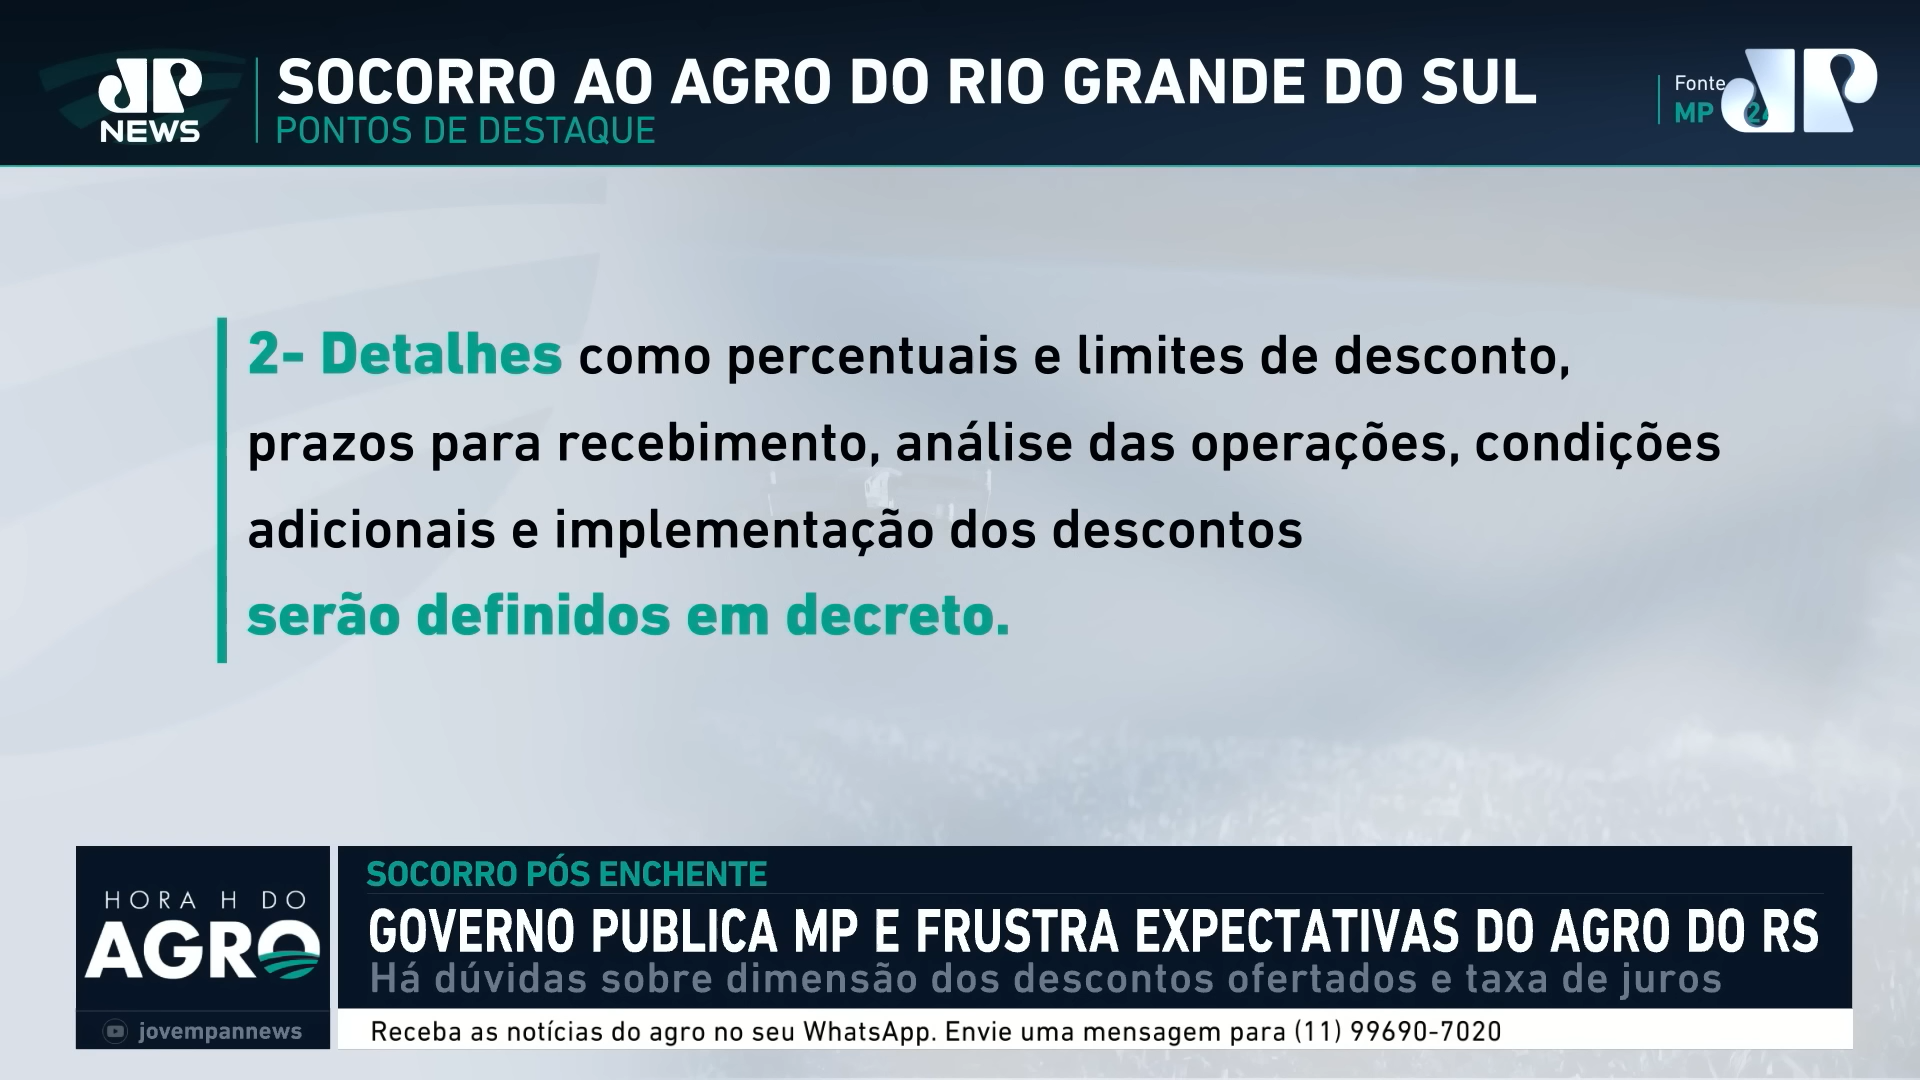 JP NEWS
SOCORRO AO AGRO DO RIO GRANDE DO SUL
PONTOS DE DESTAQUE
Fonte
MP
JP
2- Detalhes como percentuais e limites de desconto,
prazos para recebimento, análise das operações, condições
adicionais e implementação dos descontos
serão definidos em decreto.
HORA H DO
AGRO
jovempannews
SOCORRO PÓS ENCHENTE
GOVERNO PUBLICA MP E FRUSTRA EXPECTATIVAS DO AGRO DO RS
Há dúvidas sobre dimensão dos descontos ofertados e taxa de juros
Receba as notícias do agro no seu WhatsApp. Envie uma mensagem para (11) 99690-7020